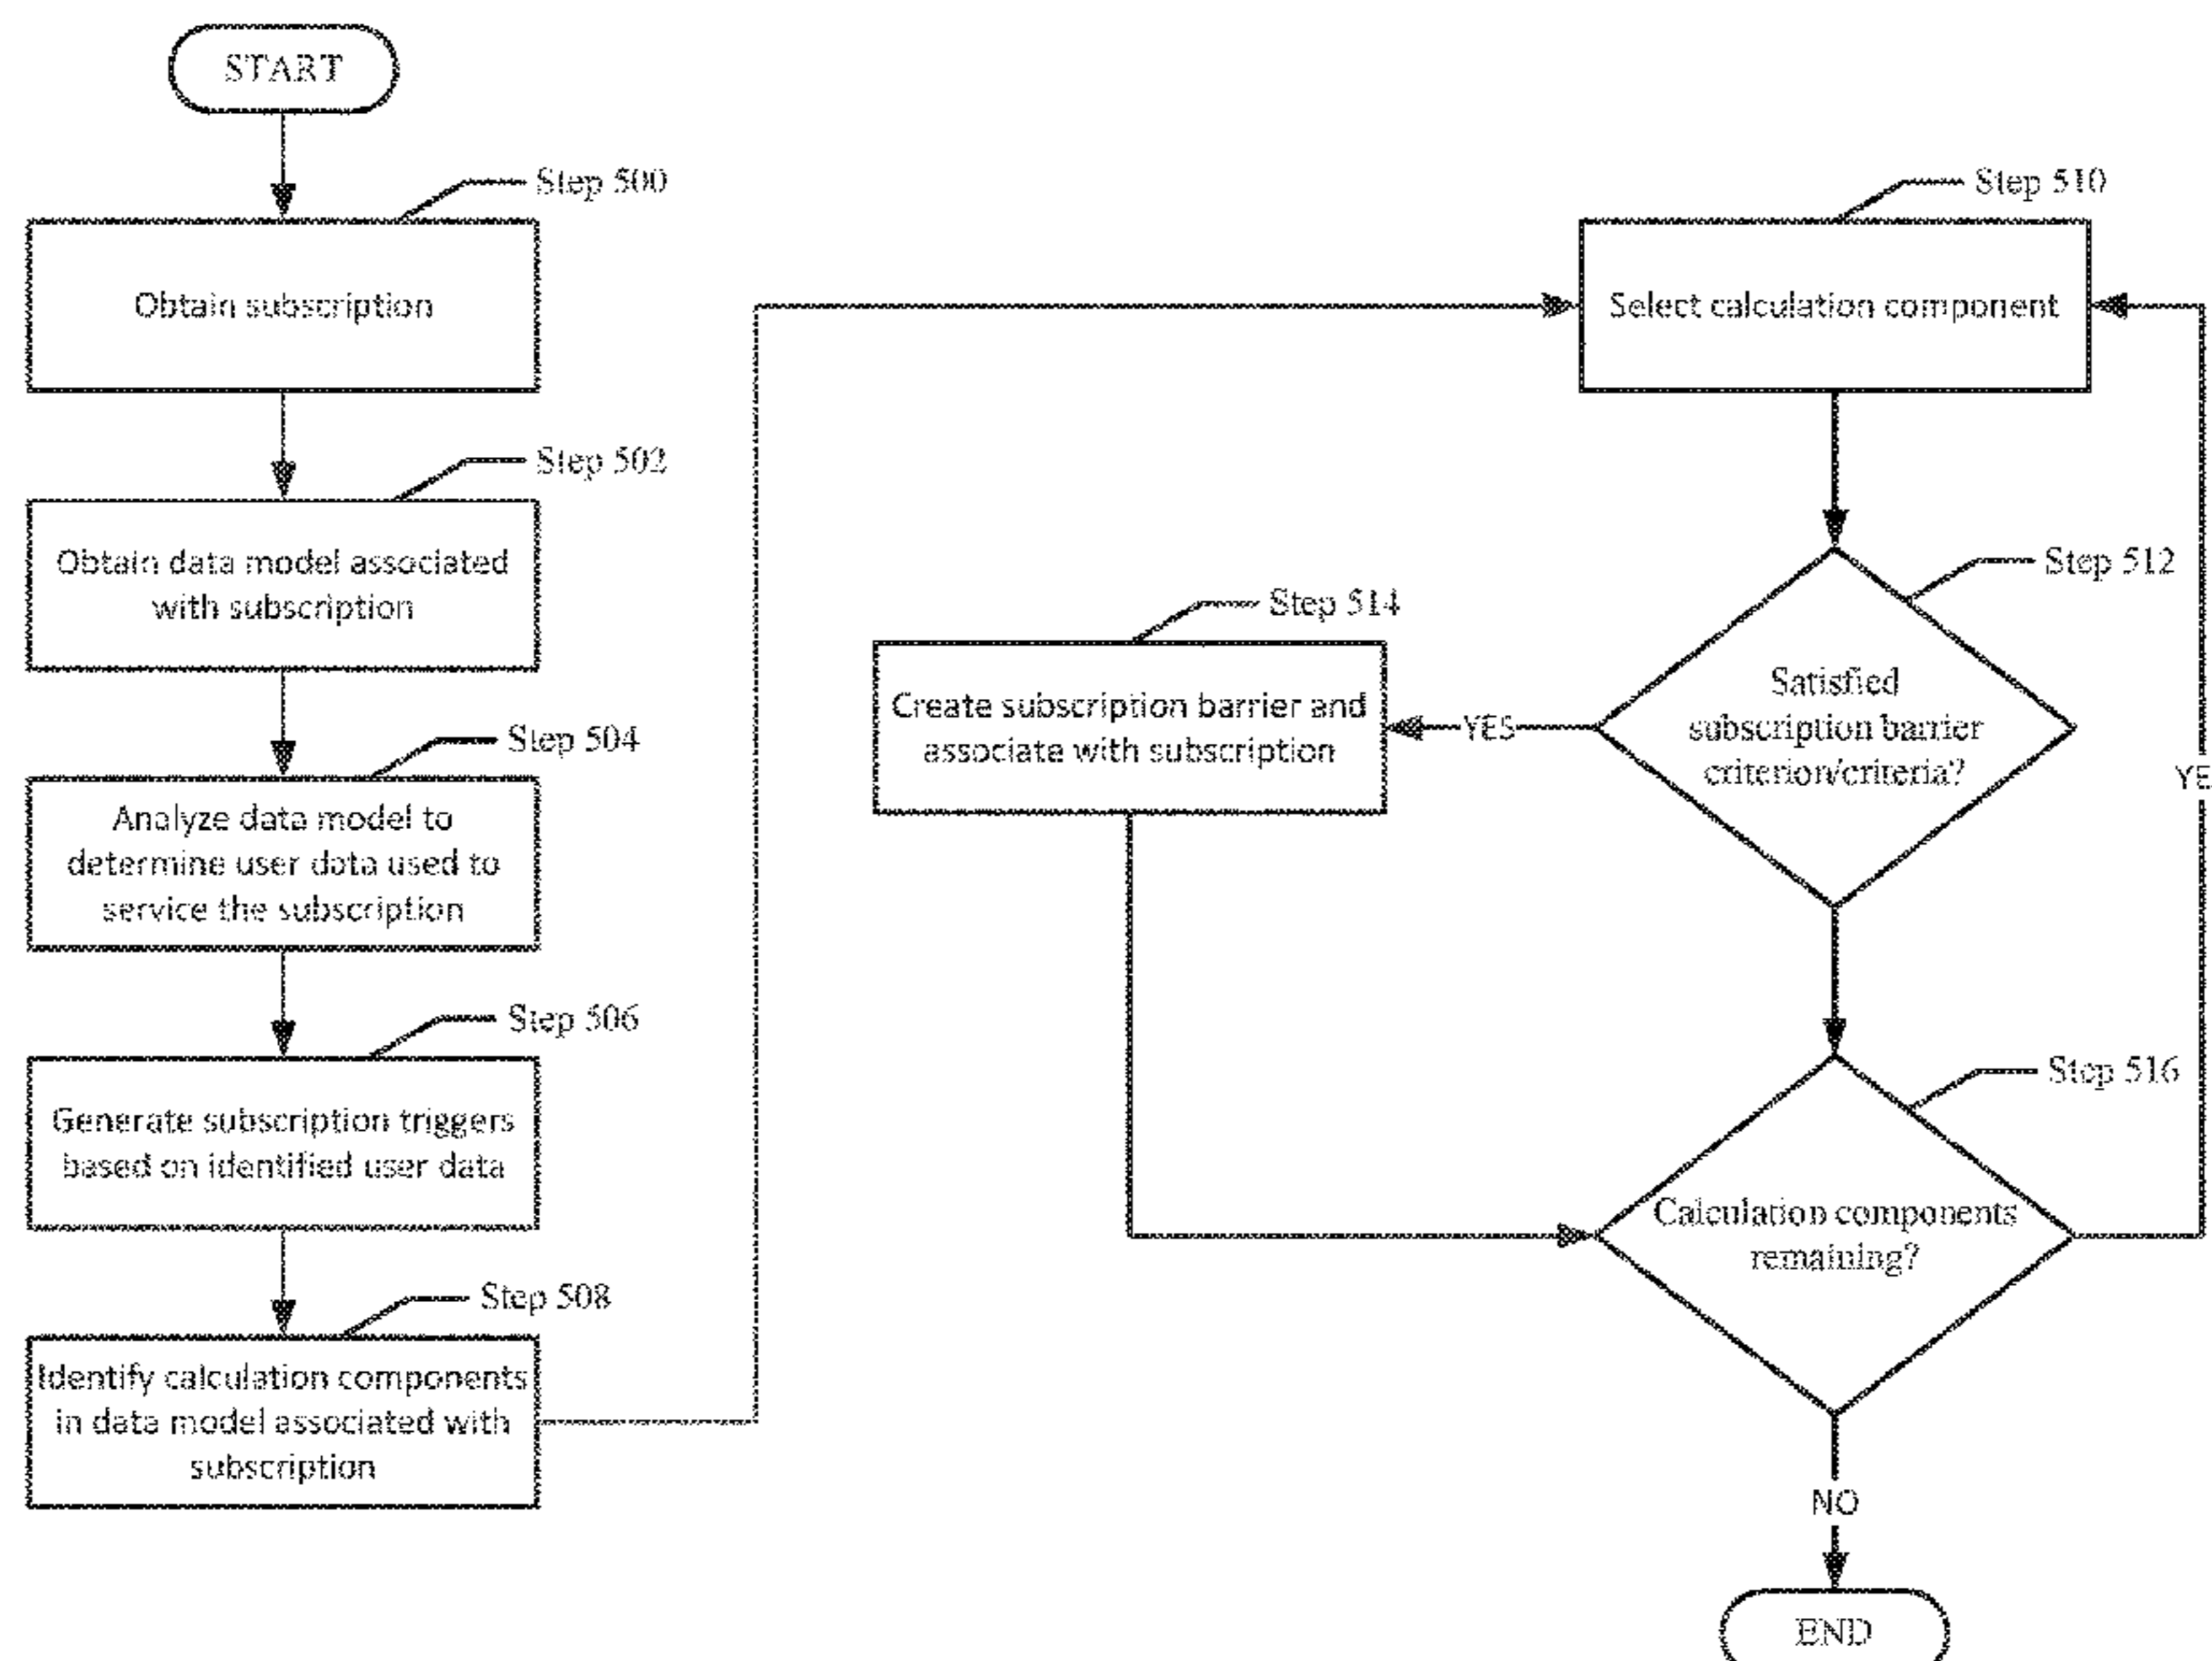 START
Step 500
Obtain subscription
Step 502
Obtain data model associated
with subscription
Step 504
Analyze data model to
determine user data used to
service the subscription
Step 506
Generate subscription triggers
based on identified user data
Step 508
Identify calculation components
in data model associated with
subscription
Step 510
Select calculation component
Step 512
Satisfied
subscription barrier
criterion/criteria?
YES
Step 514
Create subscription barrier and
associate with subscription
Step 516
Calculation components
remaining?
YE
NO
END